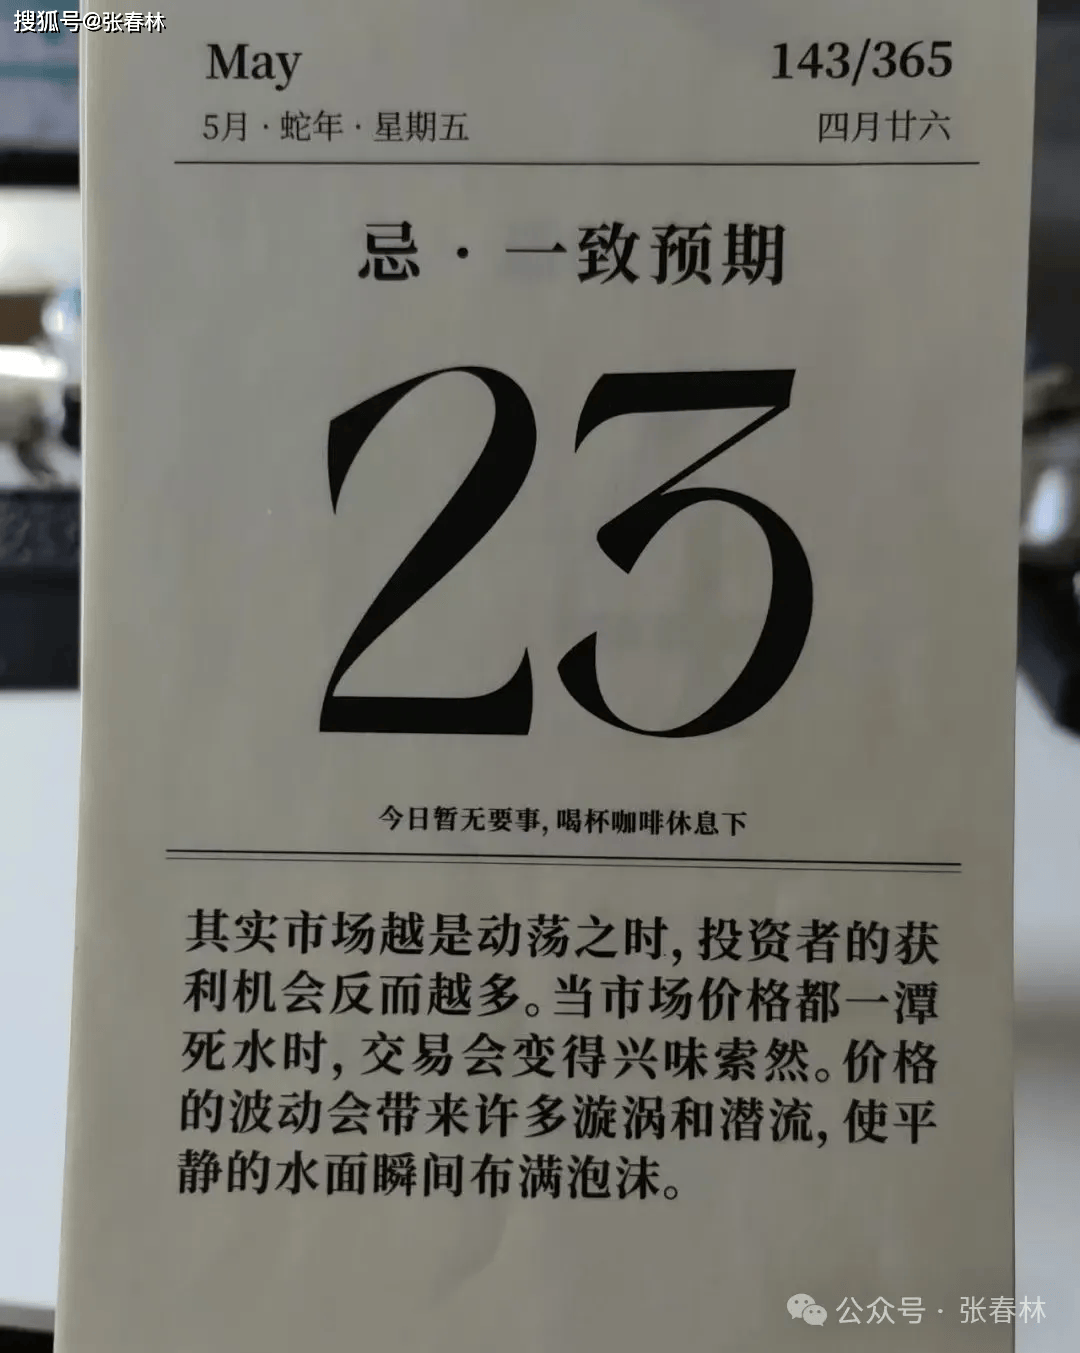 搜狐号@张春林
May
143/365
5月·蛇年·星期五
四月廿六
忌·一致预期
23
今日暂无要事,喝杯咖啡休息下
其实市场越是动荡之时,投资者的获
利机会反而越多。当市场价格都一潭
死水时,交易会变得兴味索然。价格
的波动会带来许多漩涡和潜流,使平
静的水面瞬间布满泡沫。
公众号·张春林